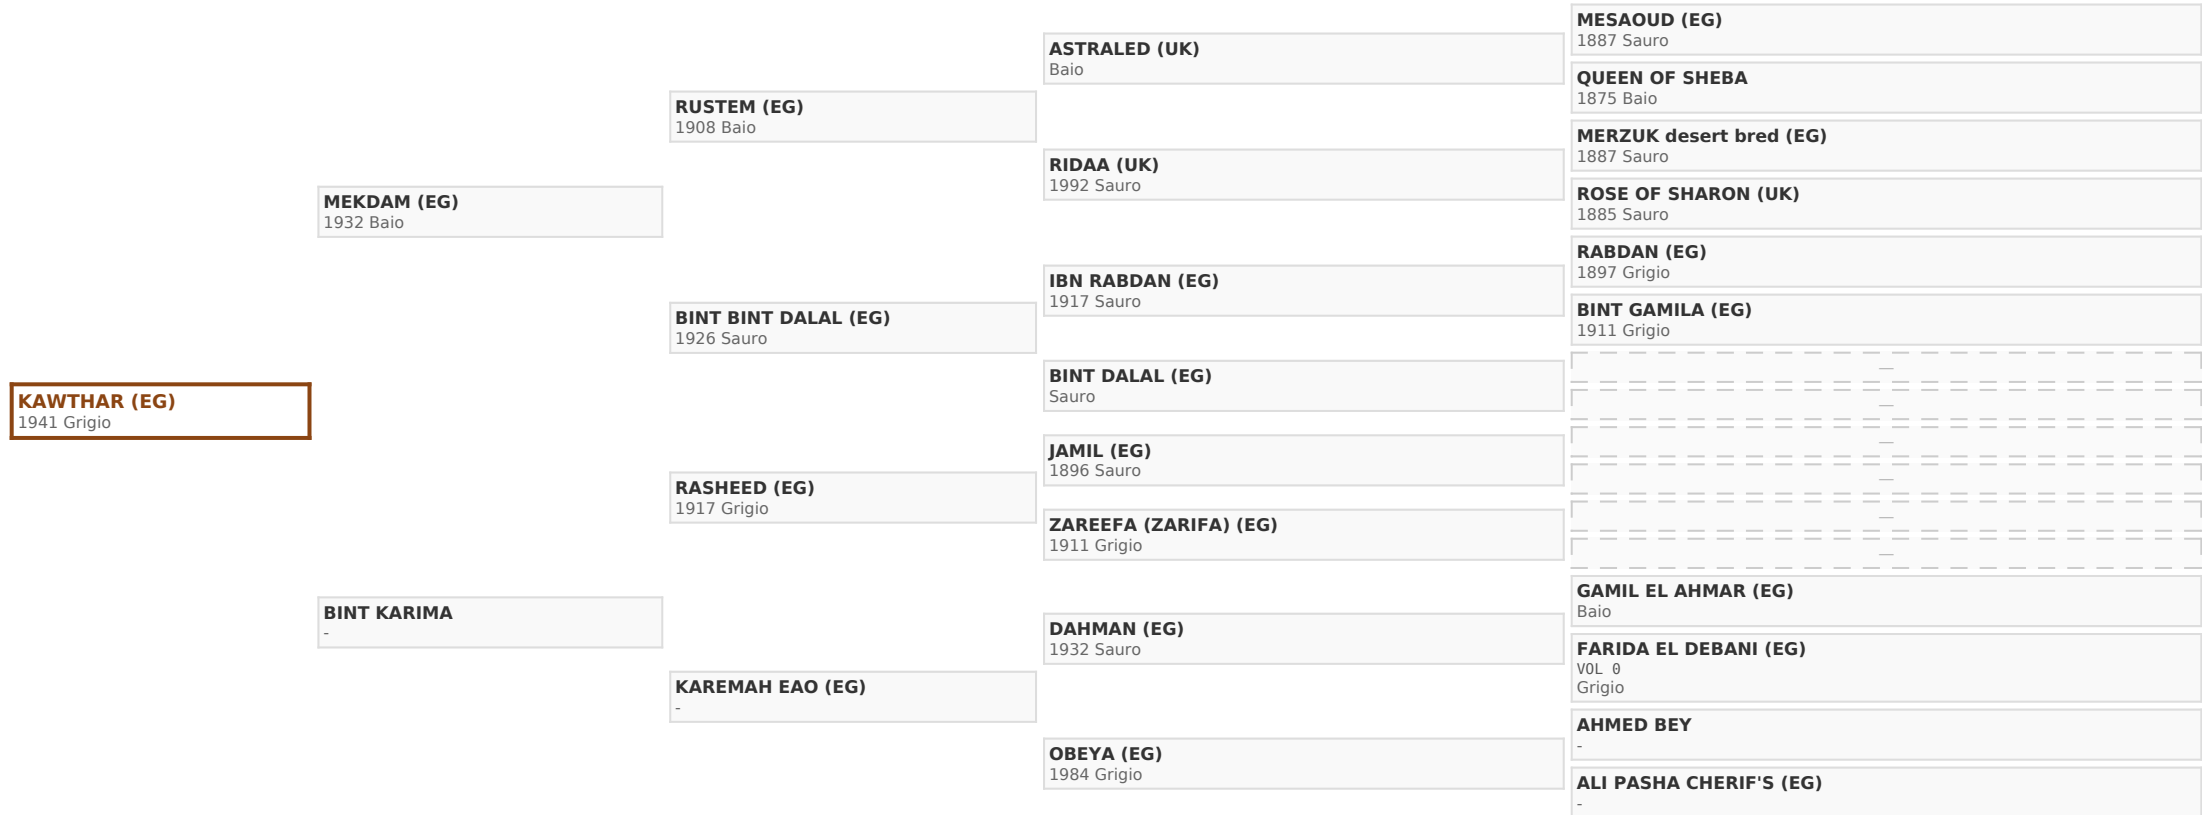 KAWTHAR (EG)
1941 Grigio
MEKDAM (EG)
1932 Baio
BINT KARIMA
-
RUSTEM (EG)
1908 Baio
BINT BINT DALAL (EG)
1926 Sauro
RASHEED (EG)
1917 Grigio
KAREMAH EAO (EG)
-
ASTRALED (UK)
Baio
RIDAA (UK)
1992 Sauro
IBN RABDAN (EG)
1917 Sauro
BINT DALAL (EG)
Sauro
JAMIL (EG)
1896 Sauro
ZAREEFA (ZARIFA) (EG)
1911 Grigio
DAHMAN (EG)
1932 Sauro
OBEYA (EG)
1984 Grigio
MESAOUD (EG)
1887 Sauro
QUEEN OF SHEBA
1875 Baio
MERZUK desert bred (EG)
1887 Sauro
ROSE OF SHARON (UK)
1885 Sauro
RABDAN (EG)
1897 Grigio
BINT GAMILA (EG)
1911 Grigio
—
—
—
—
—
—
GAMIL EL AHMAR (EG)
Baio
FARIDA EL DEBANI (EG)
VOL 0
Grigio
AHMED BEY
-
ALI PASHA CHERIF'S (EG)
-